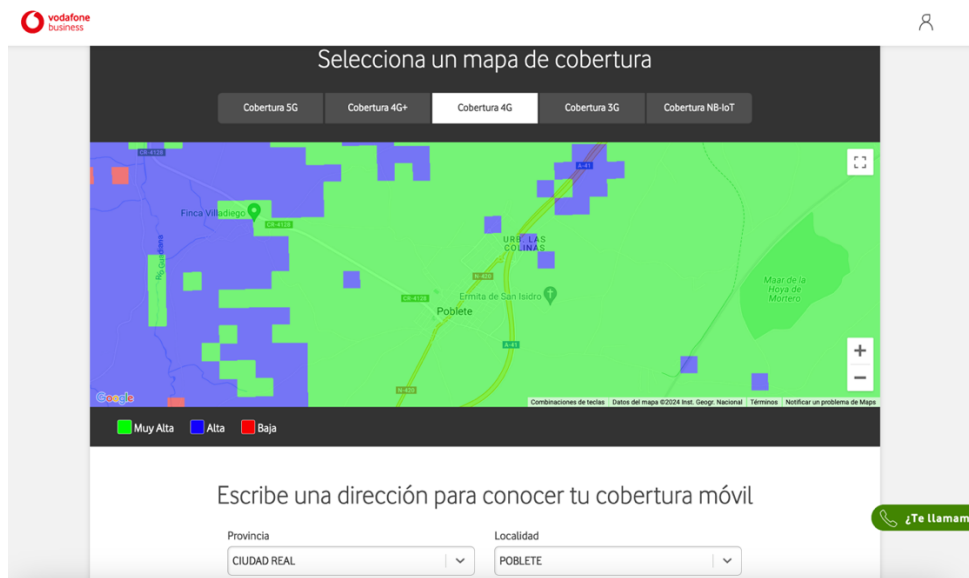 vodafone
business
Selecciona un mapa de cobertura
Cobertura 5G
Cobertura 4G+
Cobertura 4G
Cobertura 3G
Cobertura NB-IoT
CR-4128
A-41
Finca Villadiego
CR-4128
Río Guadiana
URB. LAS
COLINAS
N-420
Maar de la
Hoya de
Mortero
CR-4128
Ermita de San Isidro
Poblete
A-41
N-420
Google
Combinaciones de teclas
Datos del mapa ©2024 Inst. Geogr. Nacional
Términos
Notificar un problema de Maps
Muy Alta
Alta
Baja
Escribe una dirección para conocer tu cobertura móvil
¿Te llamam
Provincia
Localidad
CIUDAD REAL
POBLETE